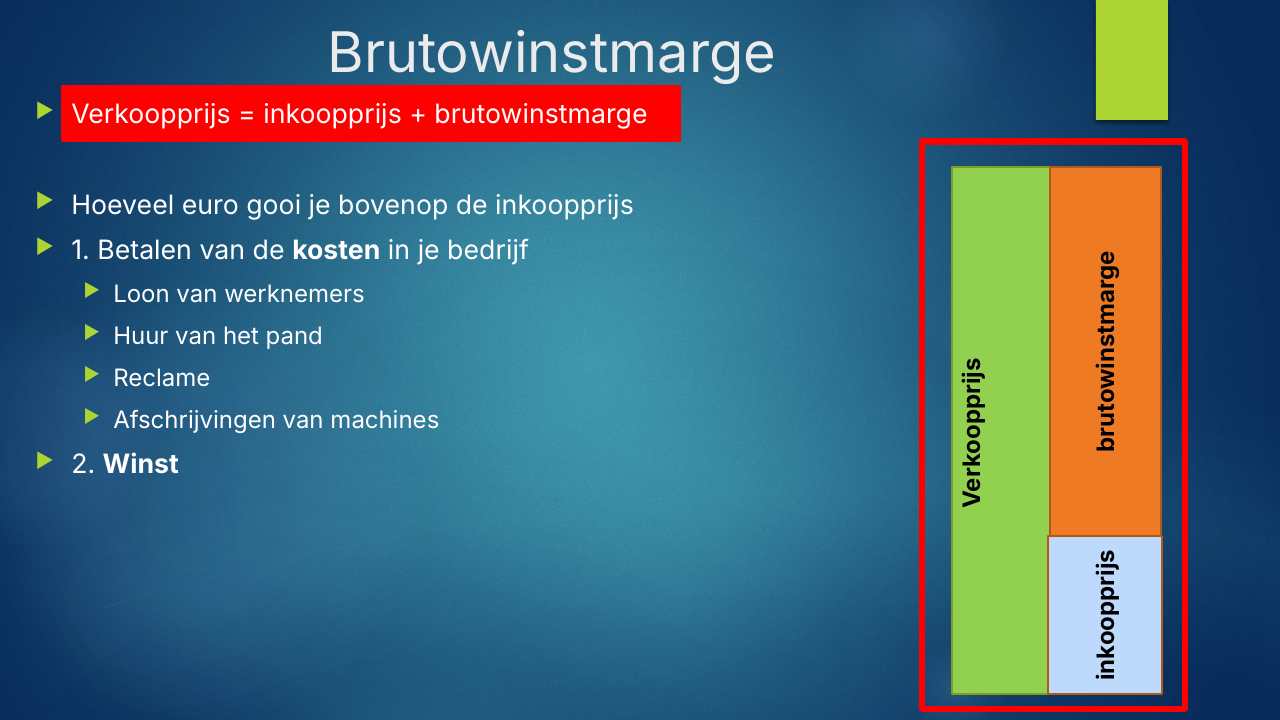 Brutowinstmarge
Verkoopprijs = inkoopprijs + brutowinstmarge
Hoeveel euro gooi je bovenop de inkoopprijs
1. Betalen van de kosten in je bedrijf
Loon van werknemers
Huur van het pand
Reclame
Afschrijvingen van machines
2. Winst
Verkoopprijs
brutowinstmarge
inkoopprijs